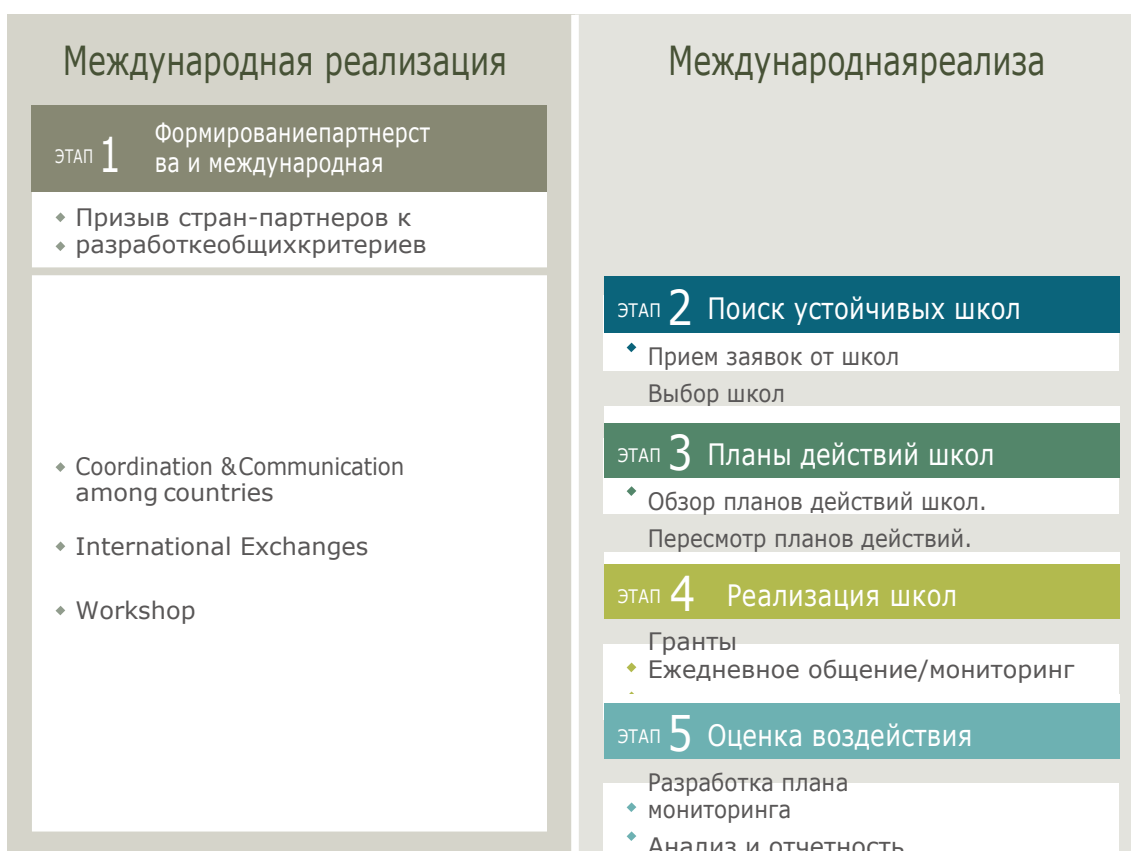 Международная реализация
ЭТАП 1 Формированиепартнерст
ва и международная
Призыв стран-партнеров к
разработкеобщихкритериев
Coordination &Communication
among countries
International Exchanges
Workshop
Международнаяреализа
ЭТАП 2 Поиск устойчивых школ
Прием заявок от школ
Выбор школ
ЭТАП 3 Планы действий школ
Обзор планов действий школ.
Пересмотр планов действий.
ЭТАП 4 Реализация школ
Гранты
Ежедневное общение/мониторинг
ЭТАП 5 Оценка воздействия
Разработка плана
мониторинга
Анализ и отчетность